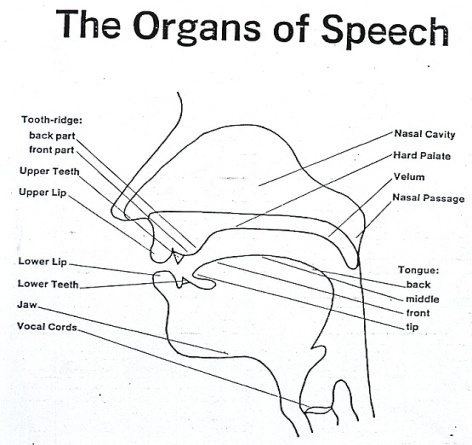 The Organs of Speech
Tooth-ridge:
back part
front part
Upper Teeth
Upper Lip
Lower Lip
Lower Teeth
Jaw
Vocal Cords
Nasal Cavity
Hard Palate
Velum
Nasal Passage
Tongue:
back
middle
front
tip